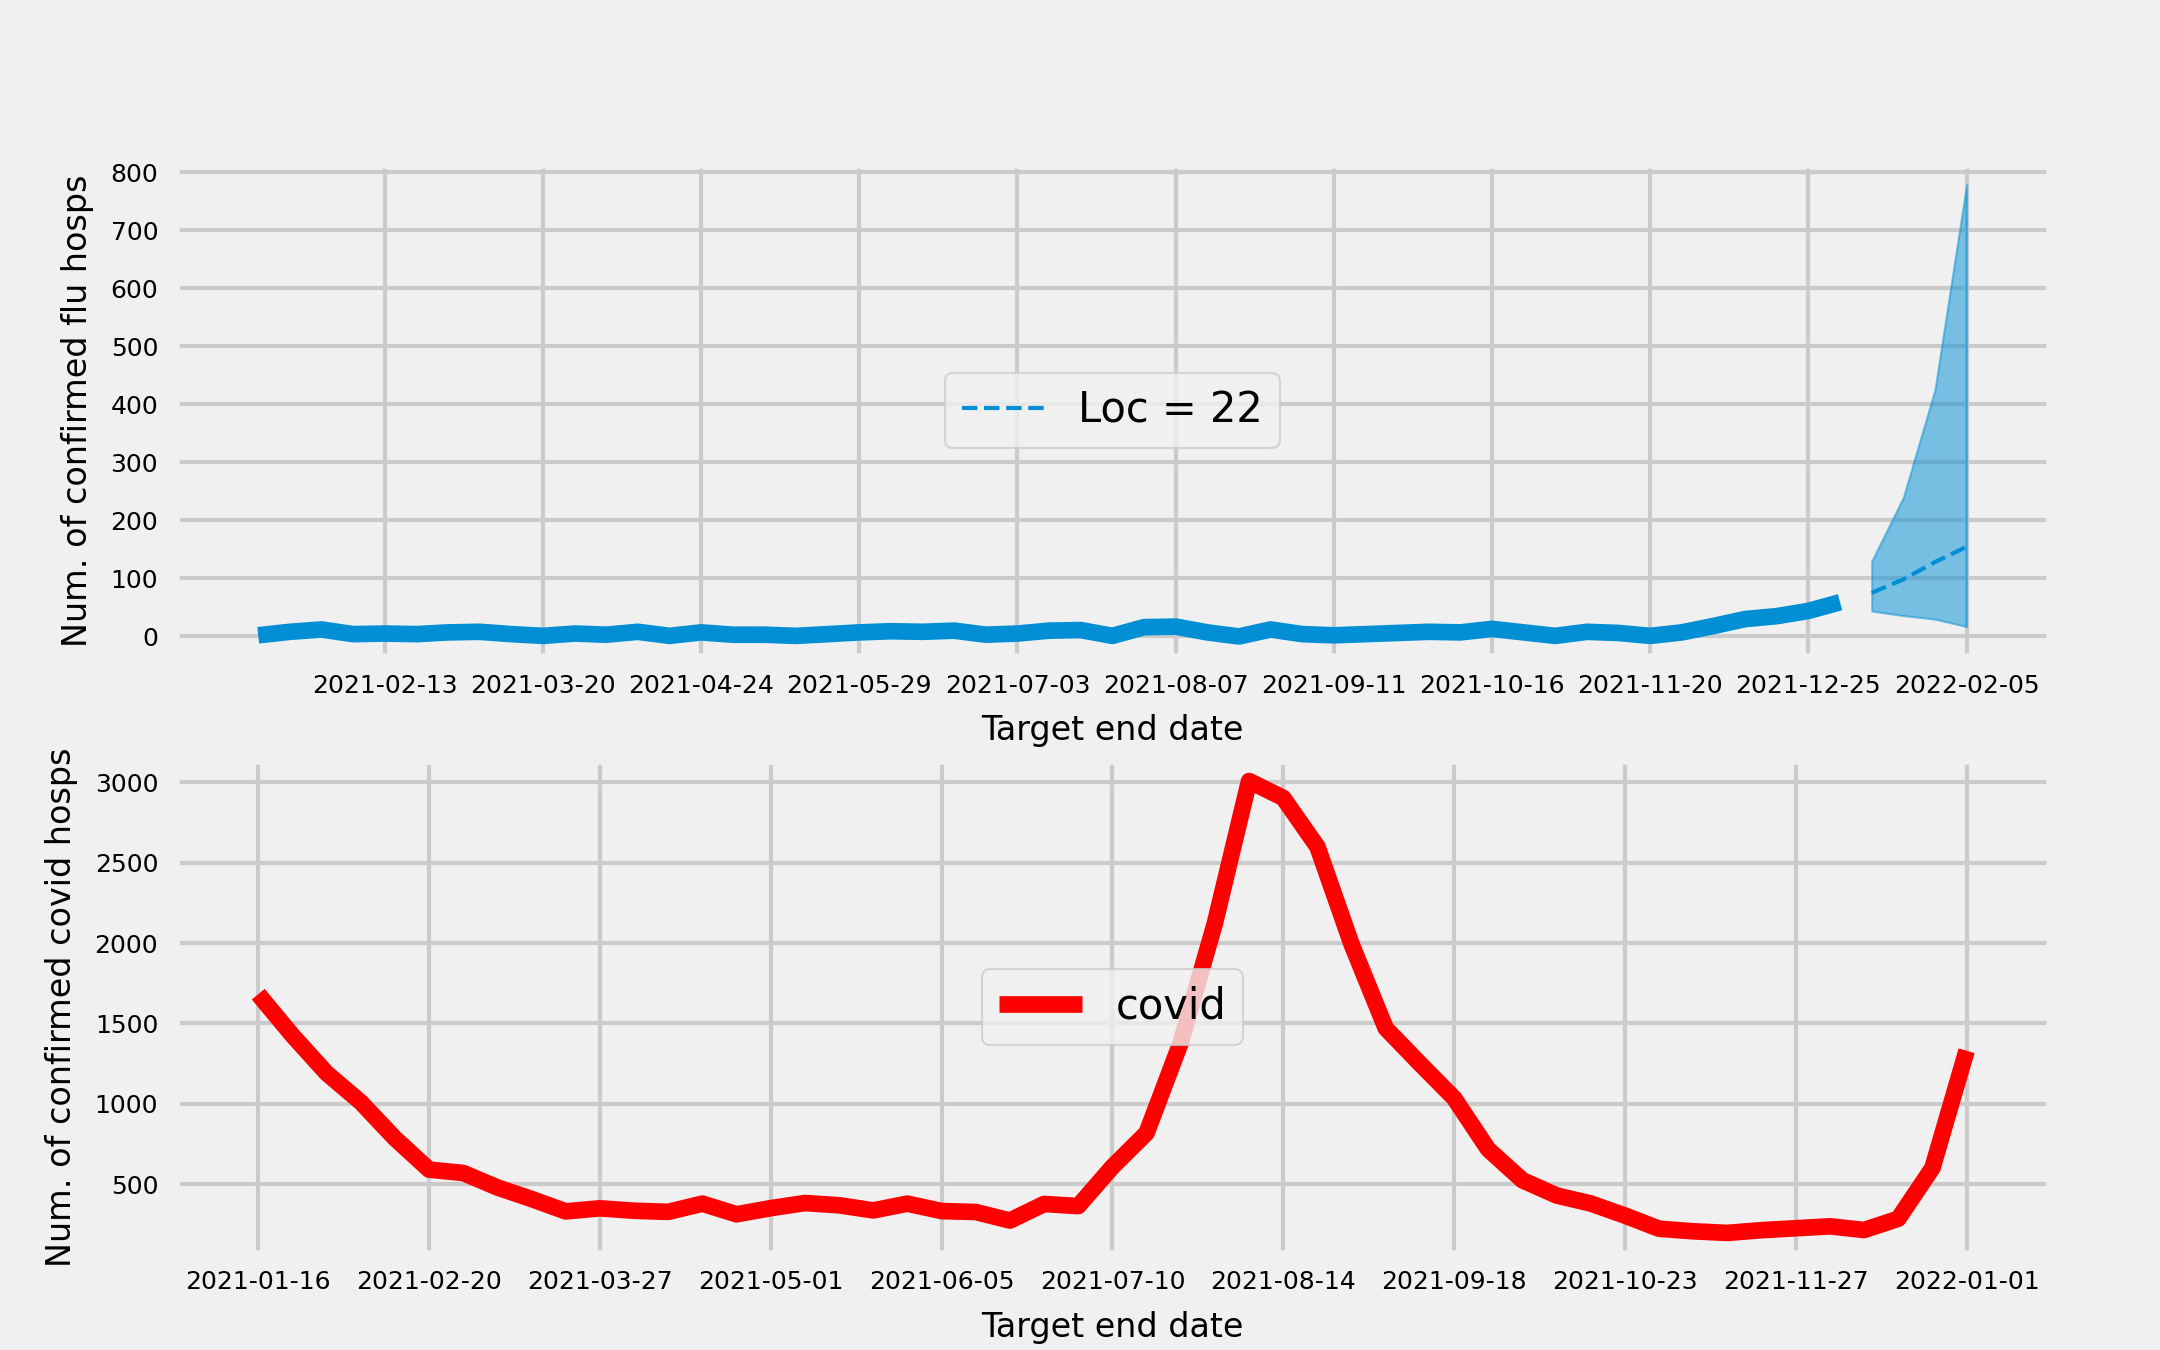 Num. of confirmed flu hosps
800
700
600
500
400
300
200
100
0
Loc = 22
2021-02-13 2021-03-20 2021-04-24 2021-05-29 2021-07-03 2021-08-07 2021-09-11 2021-10-16 2021-11-20 2021-12-25 2022-02-05
Target end date
Num. of confirmed covid hosps
3000
2500
2000
1500
1000
500
covid
2021-01-16 2021-02-20 2021-03-27 2021-05-01 2021-06-05 2021-07-10 2021-08-14 2021-09-18 2021-10-23 2021-11-27 2022-01-01
Target end date